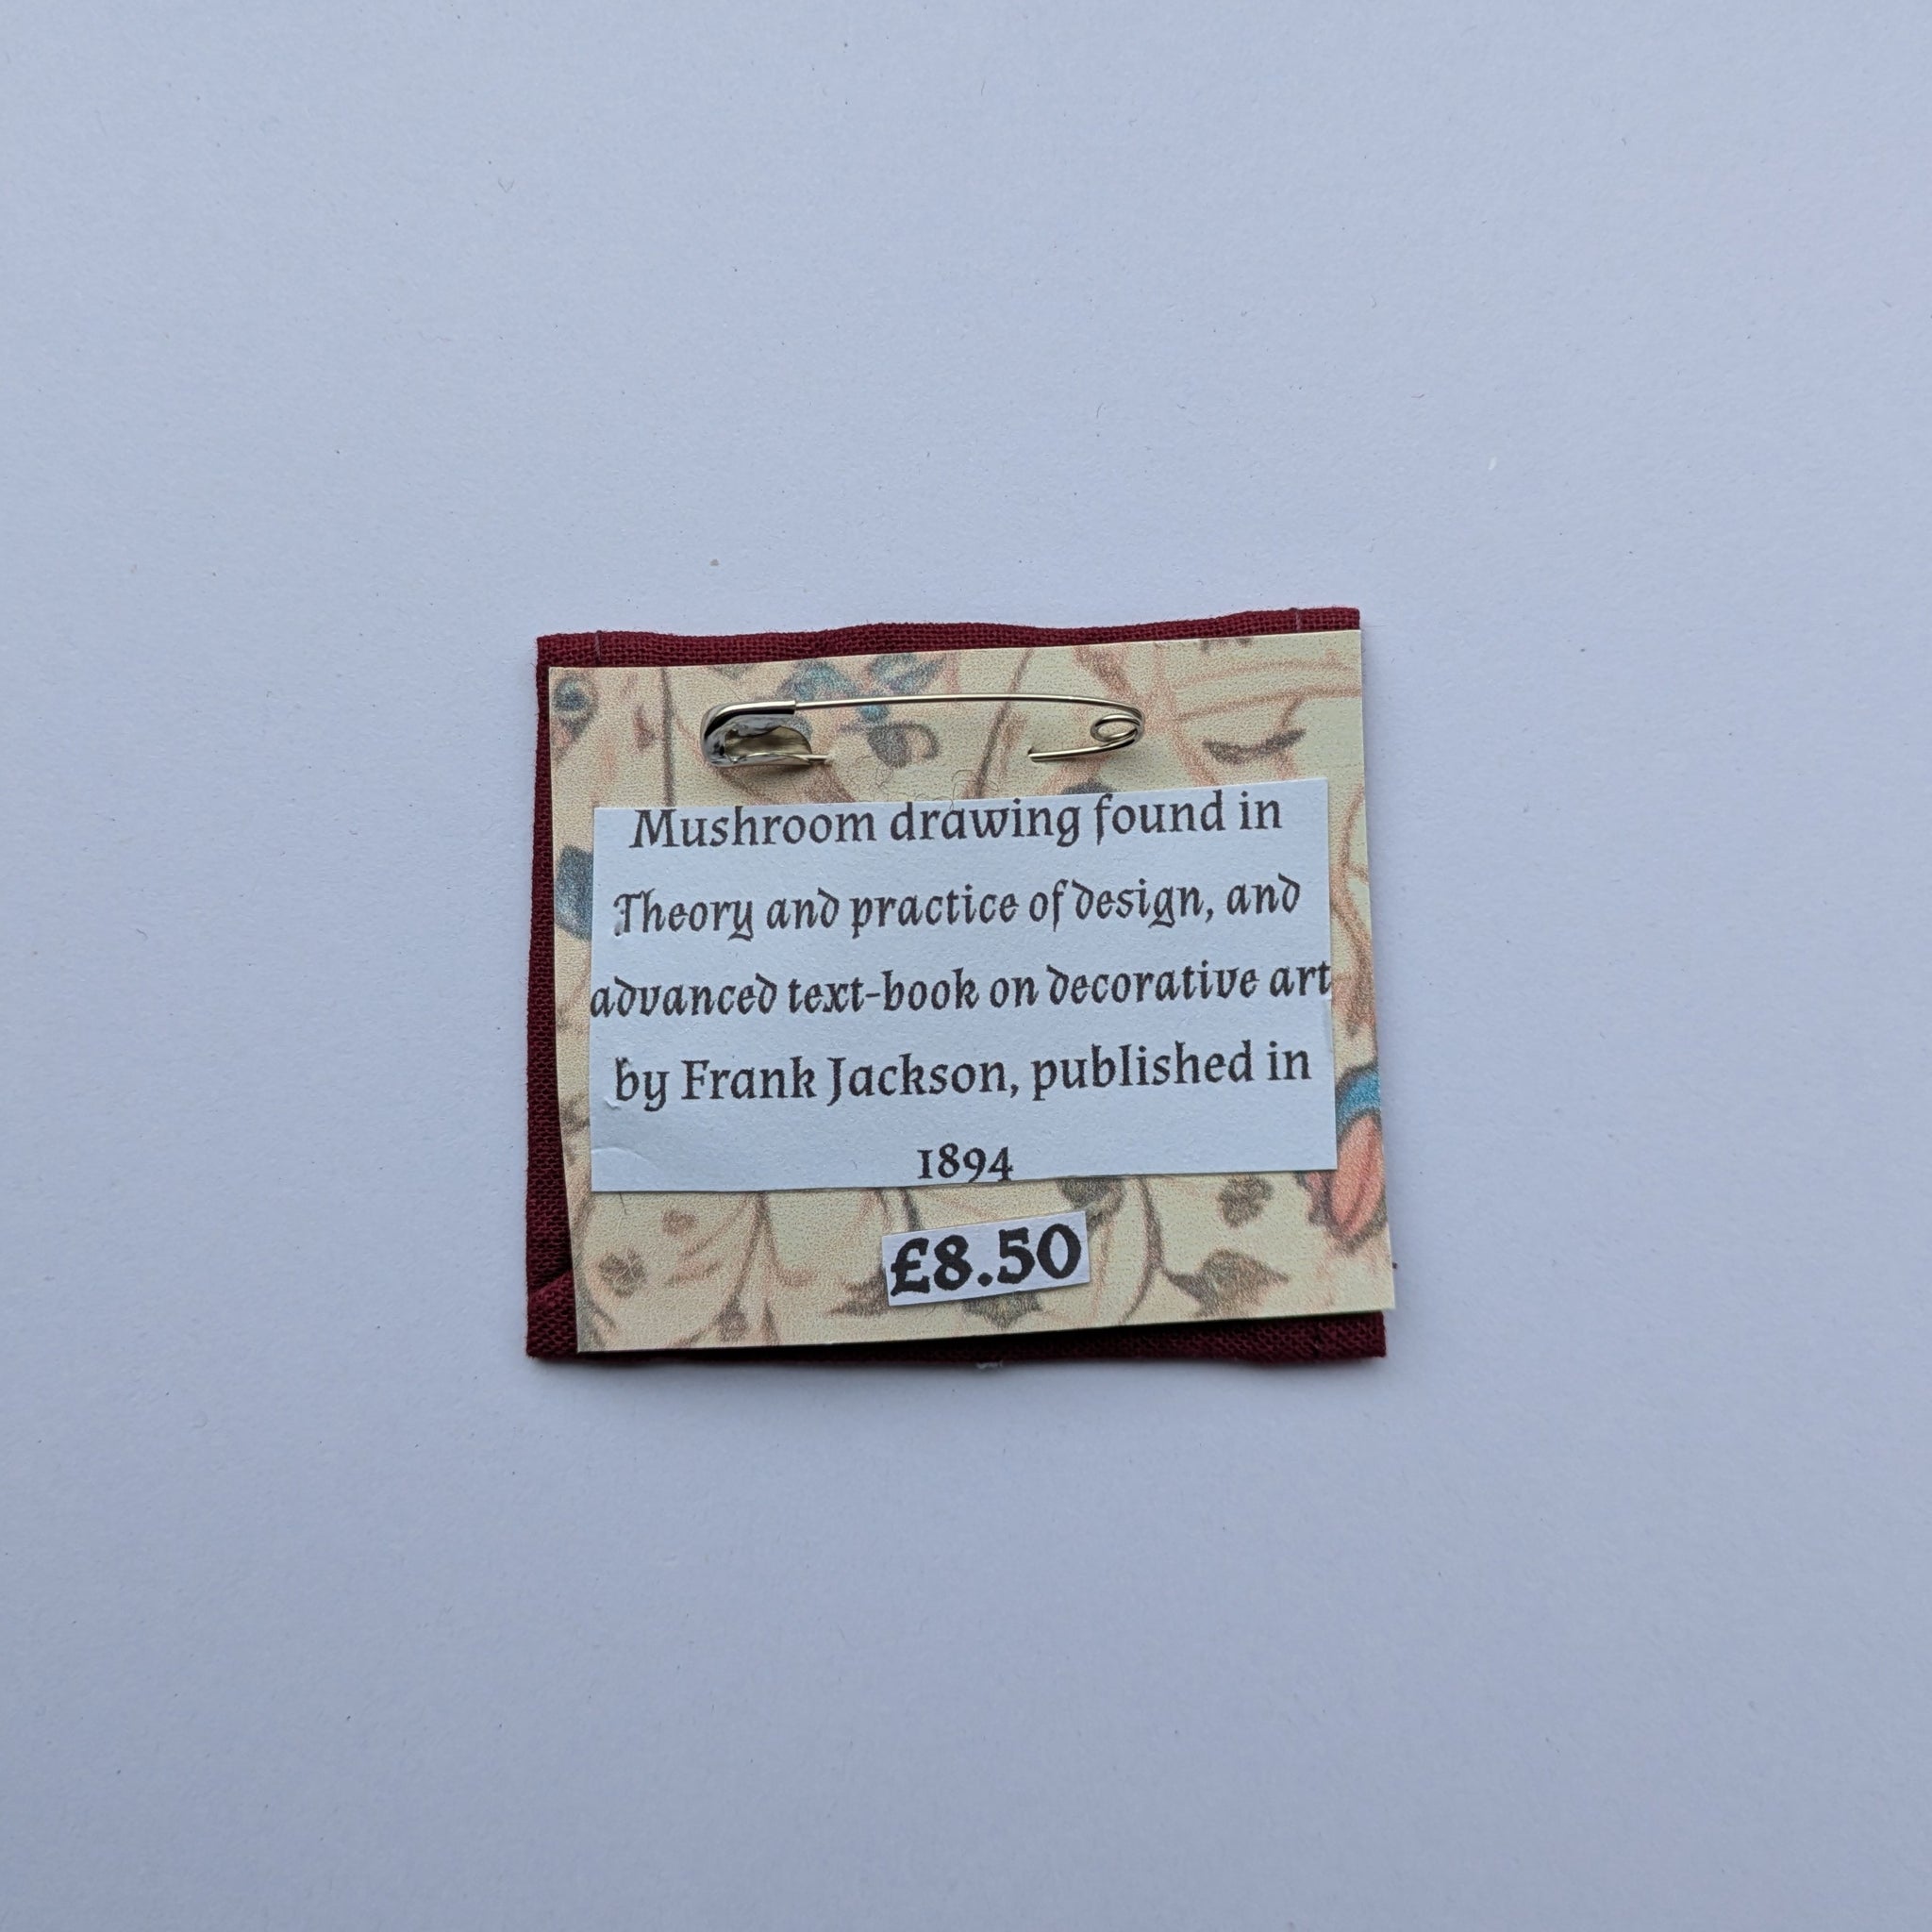 Mushroom drawing found in
Theory and practice of design, and
advanced text-book on decorative art
by Frank Jackson, published in
1894
£8.50